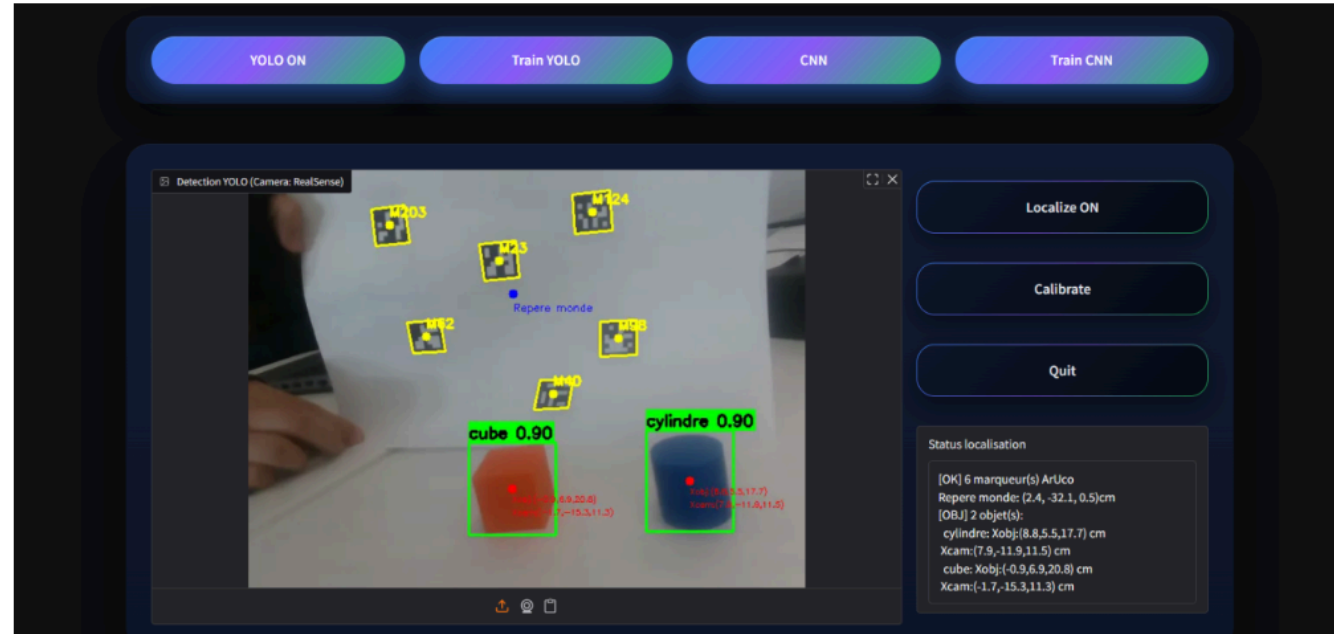 YOLO ON
Train YOLO
CNN
Train CNN
Detection YOLO (Camera: RealSense)
Localize ON
M203
M124
M23
Repere monde
Calibrate
M62
M98
Quit
M40
cube 0.90
cylindre 0.90
Status localisation
[OK] 6 marqueur(s) ArUco
Repere monde: (2.4, -32.1, 0.5)cm
[OBJ] 2 objet(s):
cylindre: Xobj:(8.8,5.5,17.7) cm
Xcam:(7.9,-11.9,11.5) cm
cube: Xobj:(-0.9,6.9,20.8) cm
Xcam:(-1.7,-15.3,11.3) cm